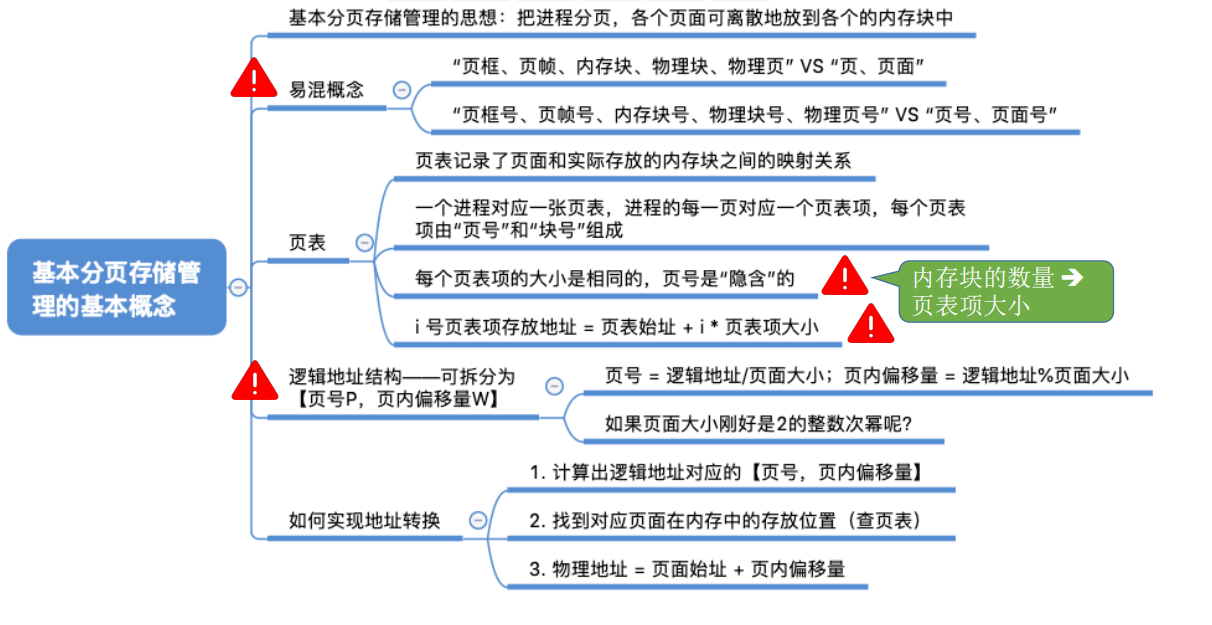 基本分页存储管理的思想：把进程分页，各个页面可离散地放到各个的内存块中
易混概念
“页框、页帧、内存块、物理块、物理页” VS “页、页面”
“页框号、页帧号、内存块号、物理块号、物理页号” VS “页号、页面号”
页表记录了页面和实际存放的内存块之间的映射关系
一个进程对应一张页表，进程的每一页对应一个页表项，每个页表
项由“页号”和“块号”组成
页表
基本分页存储管
理的基本概念
每个页表项的大小是相同的，页号是“隐含”的
内存块的数量 ➔
页表项大小
i 号页表项存放地址 = 页表始址 + i * 页表项大小
逻辑地址结构——可拆分为
【页号P，页内偏移量W】
页号 = 逻辑地址/页面大小；页内偏移量 = 逻辑地址%页面大小
如果页面大小刚好是2的整数次幂呢?
如何实现地址转换
1. 计算出逻辑地址对应的【页号，页内偏移量】
2. 找到对应页面在内存中的存放位置（查页表）
3. 物理地址 = 页面始址 + 页内偏移量